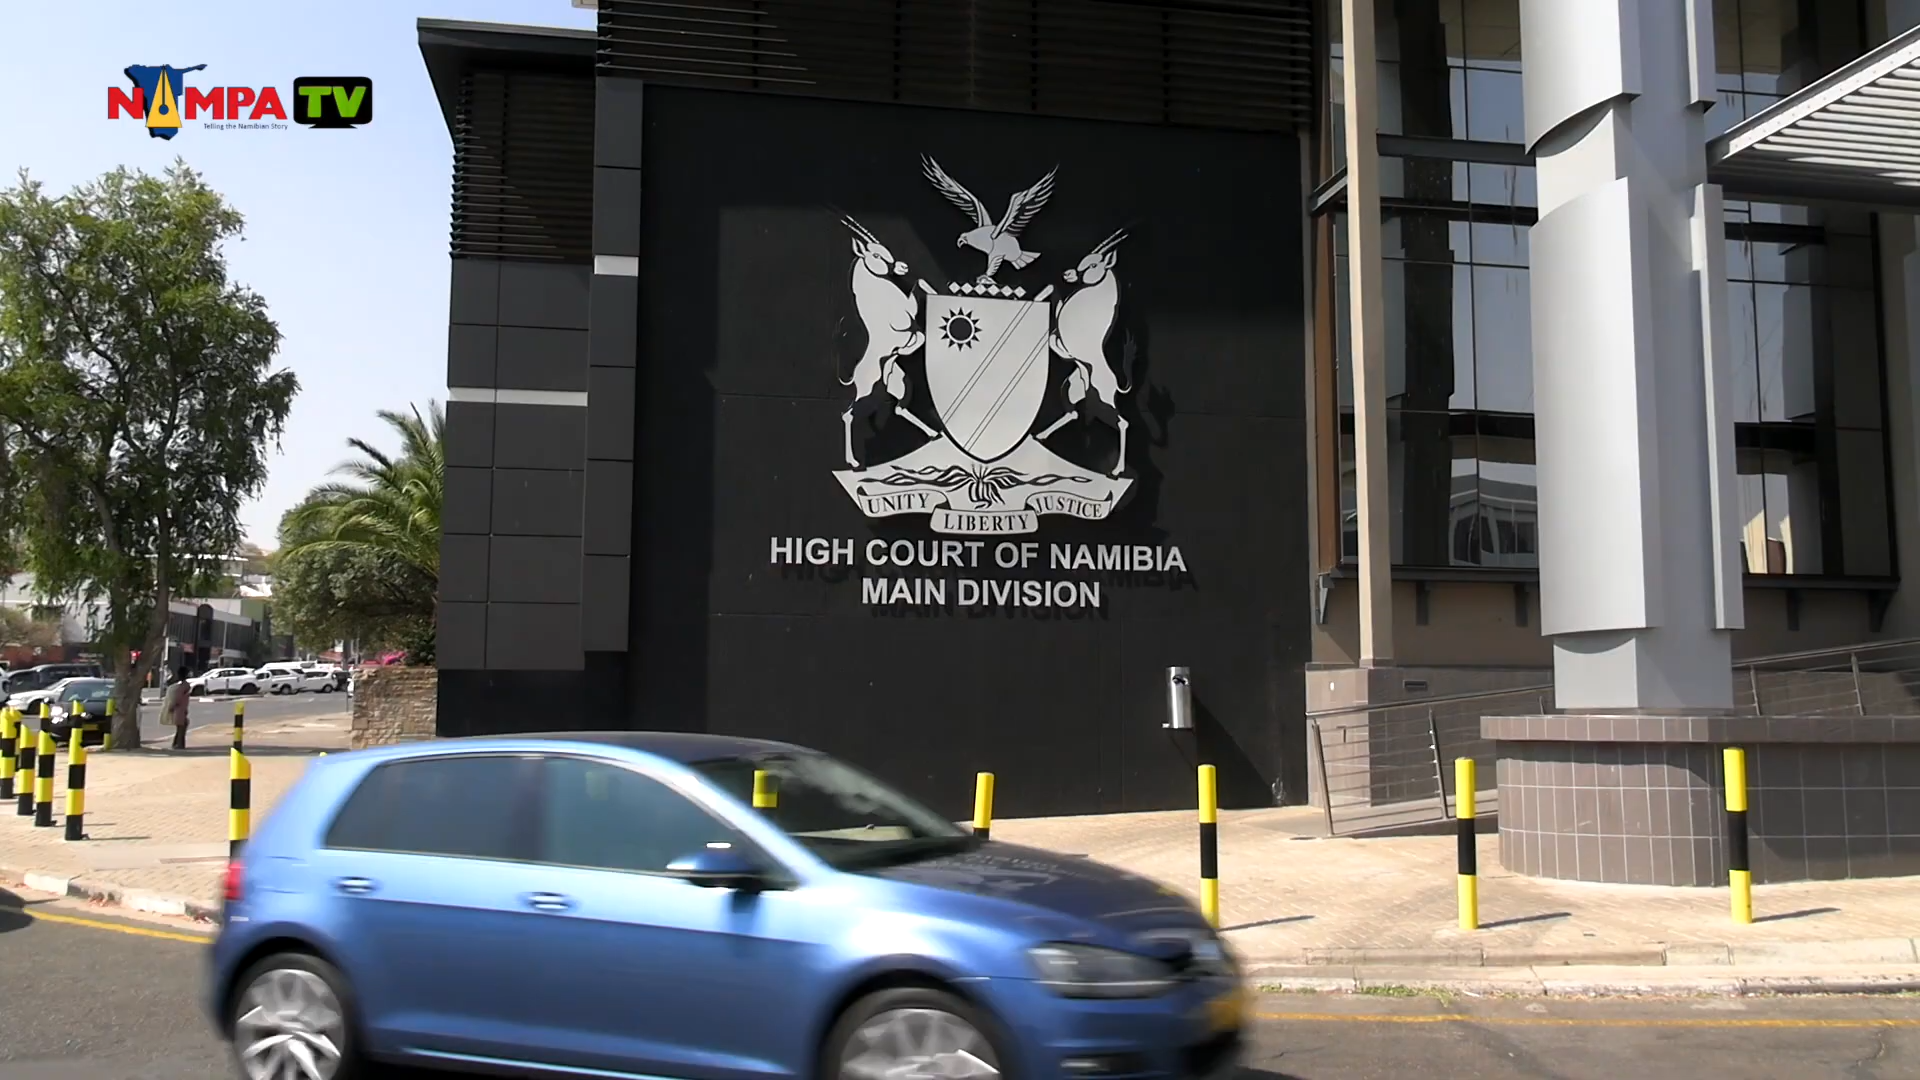 NAMPA TV
Telling the Namibian Story
UNITY LIBERTY JUSTICE
HIGH COURT OF NAMIBIA
MAIN DIVISION